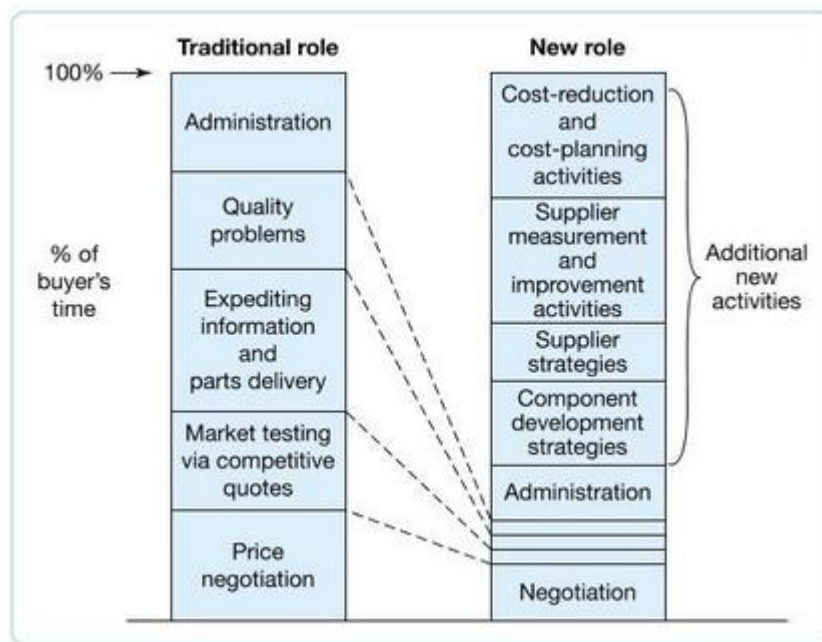 Traditional role
New role
100%
% of
buyer's
time
Administration
Quality
problems
Expediting
information
and
parts delivery
Market testing
via competitive
quotes
Price
negotiation
Cost-reduction
and
cost-planning
activities
Supplier
measurement
and
improvement
activities
Supplier
strategies
Component
development
strategies
Administration
Negotiation
Additional
new
activities